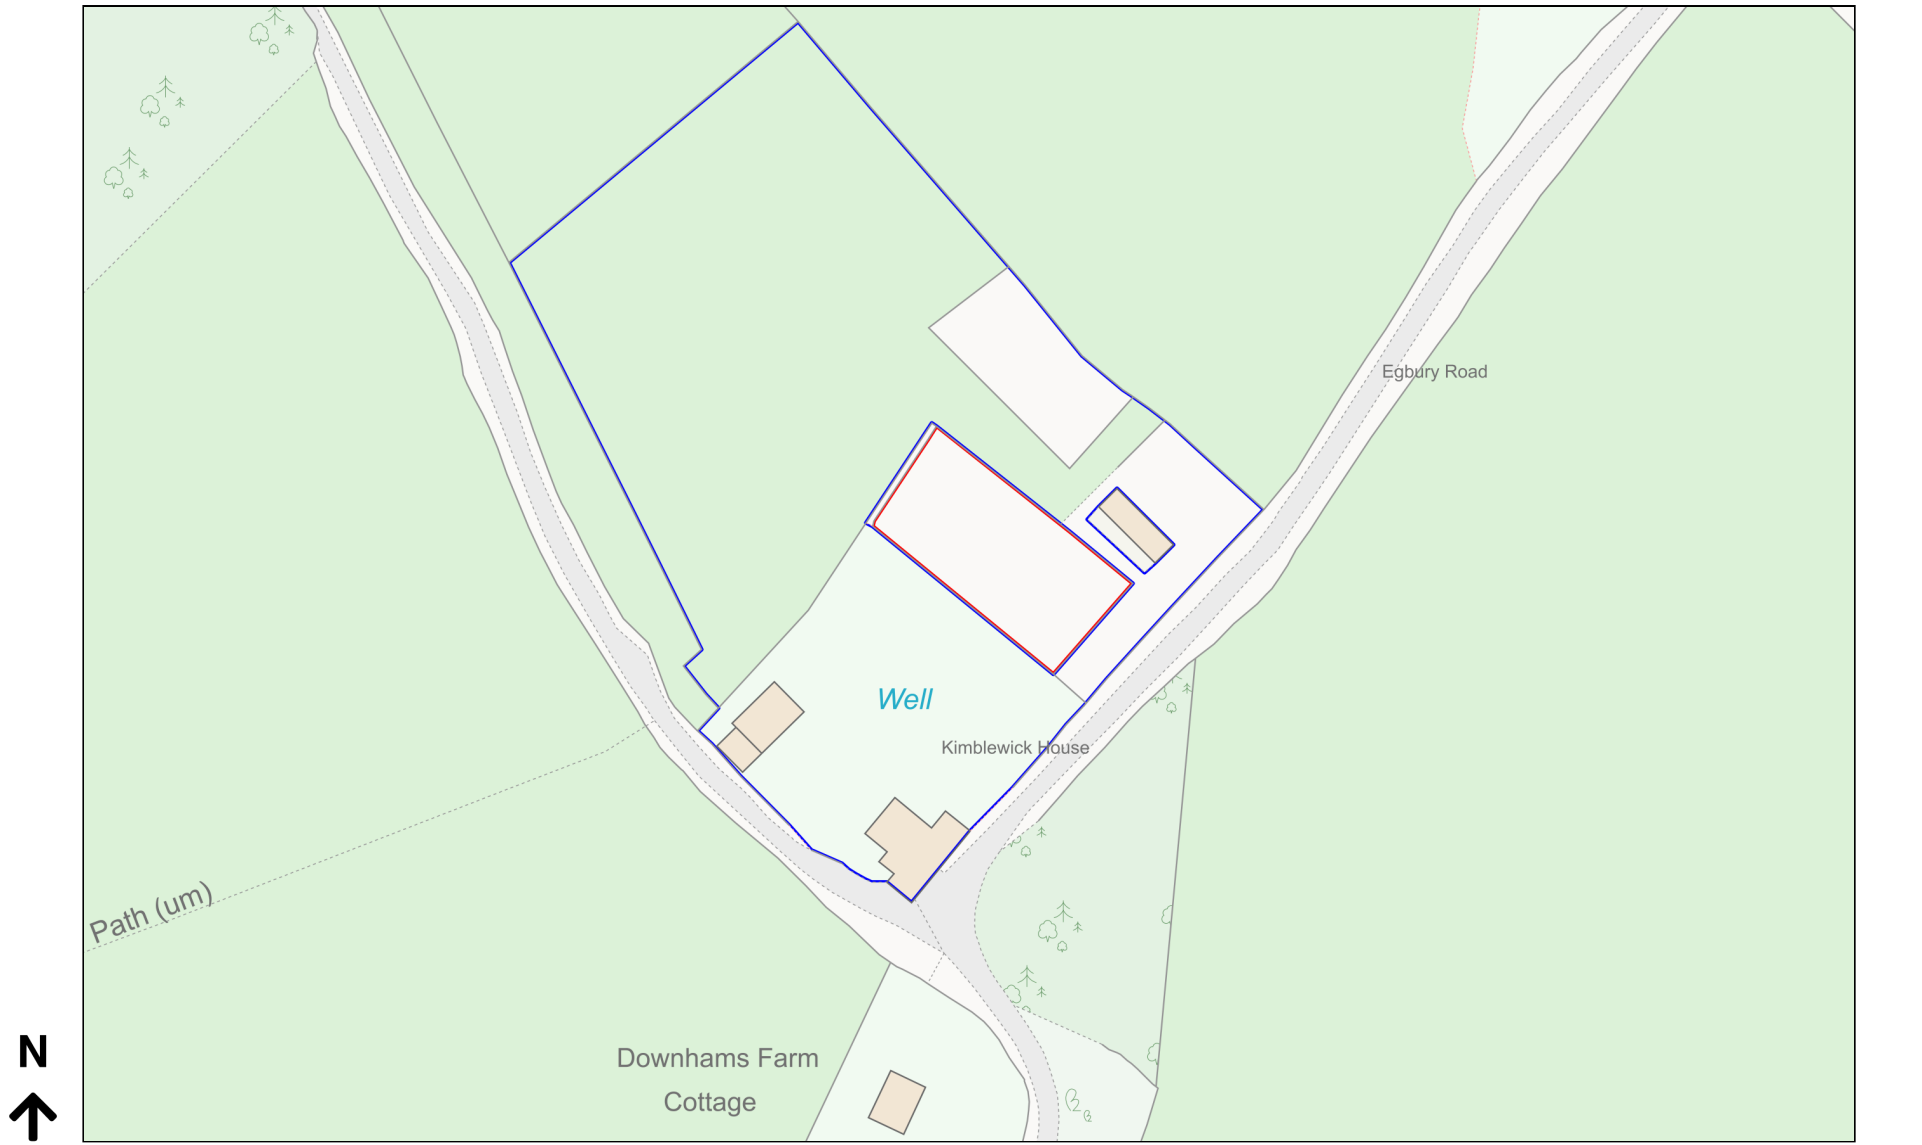 Egbury Road
Well
Kimblewick House
Path (um)
N
Downhams Farm
Cottage